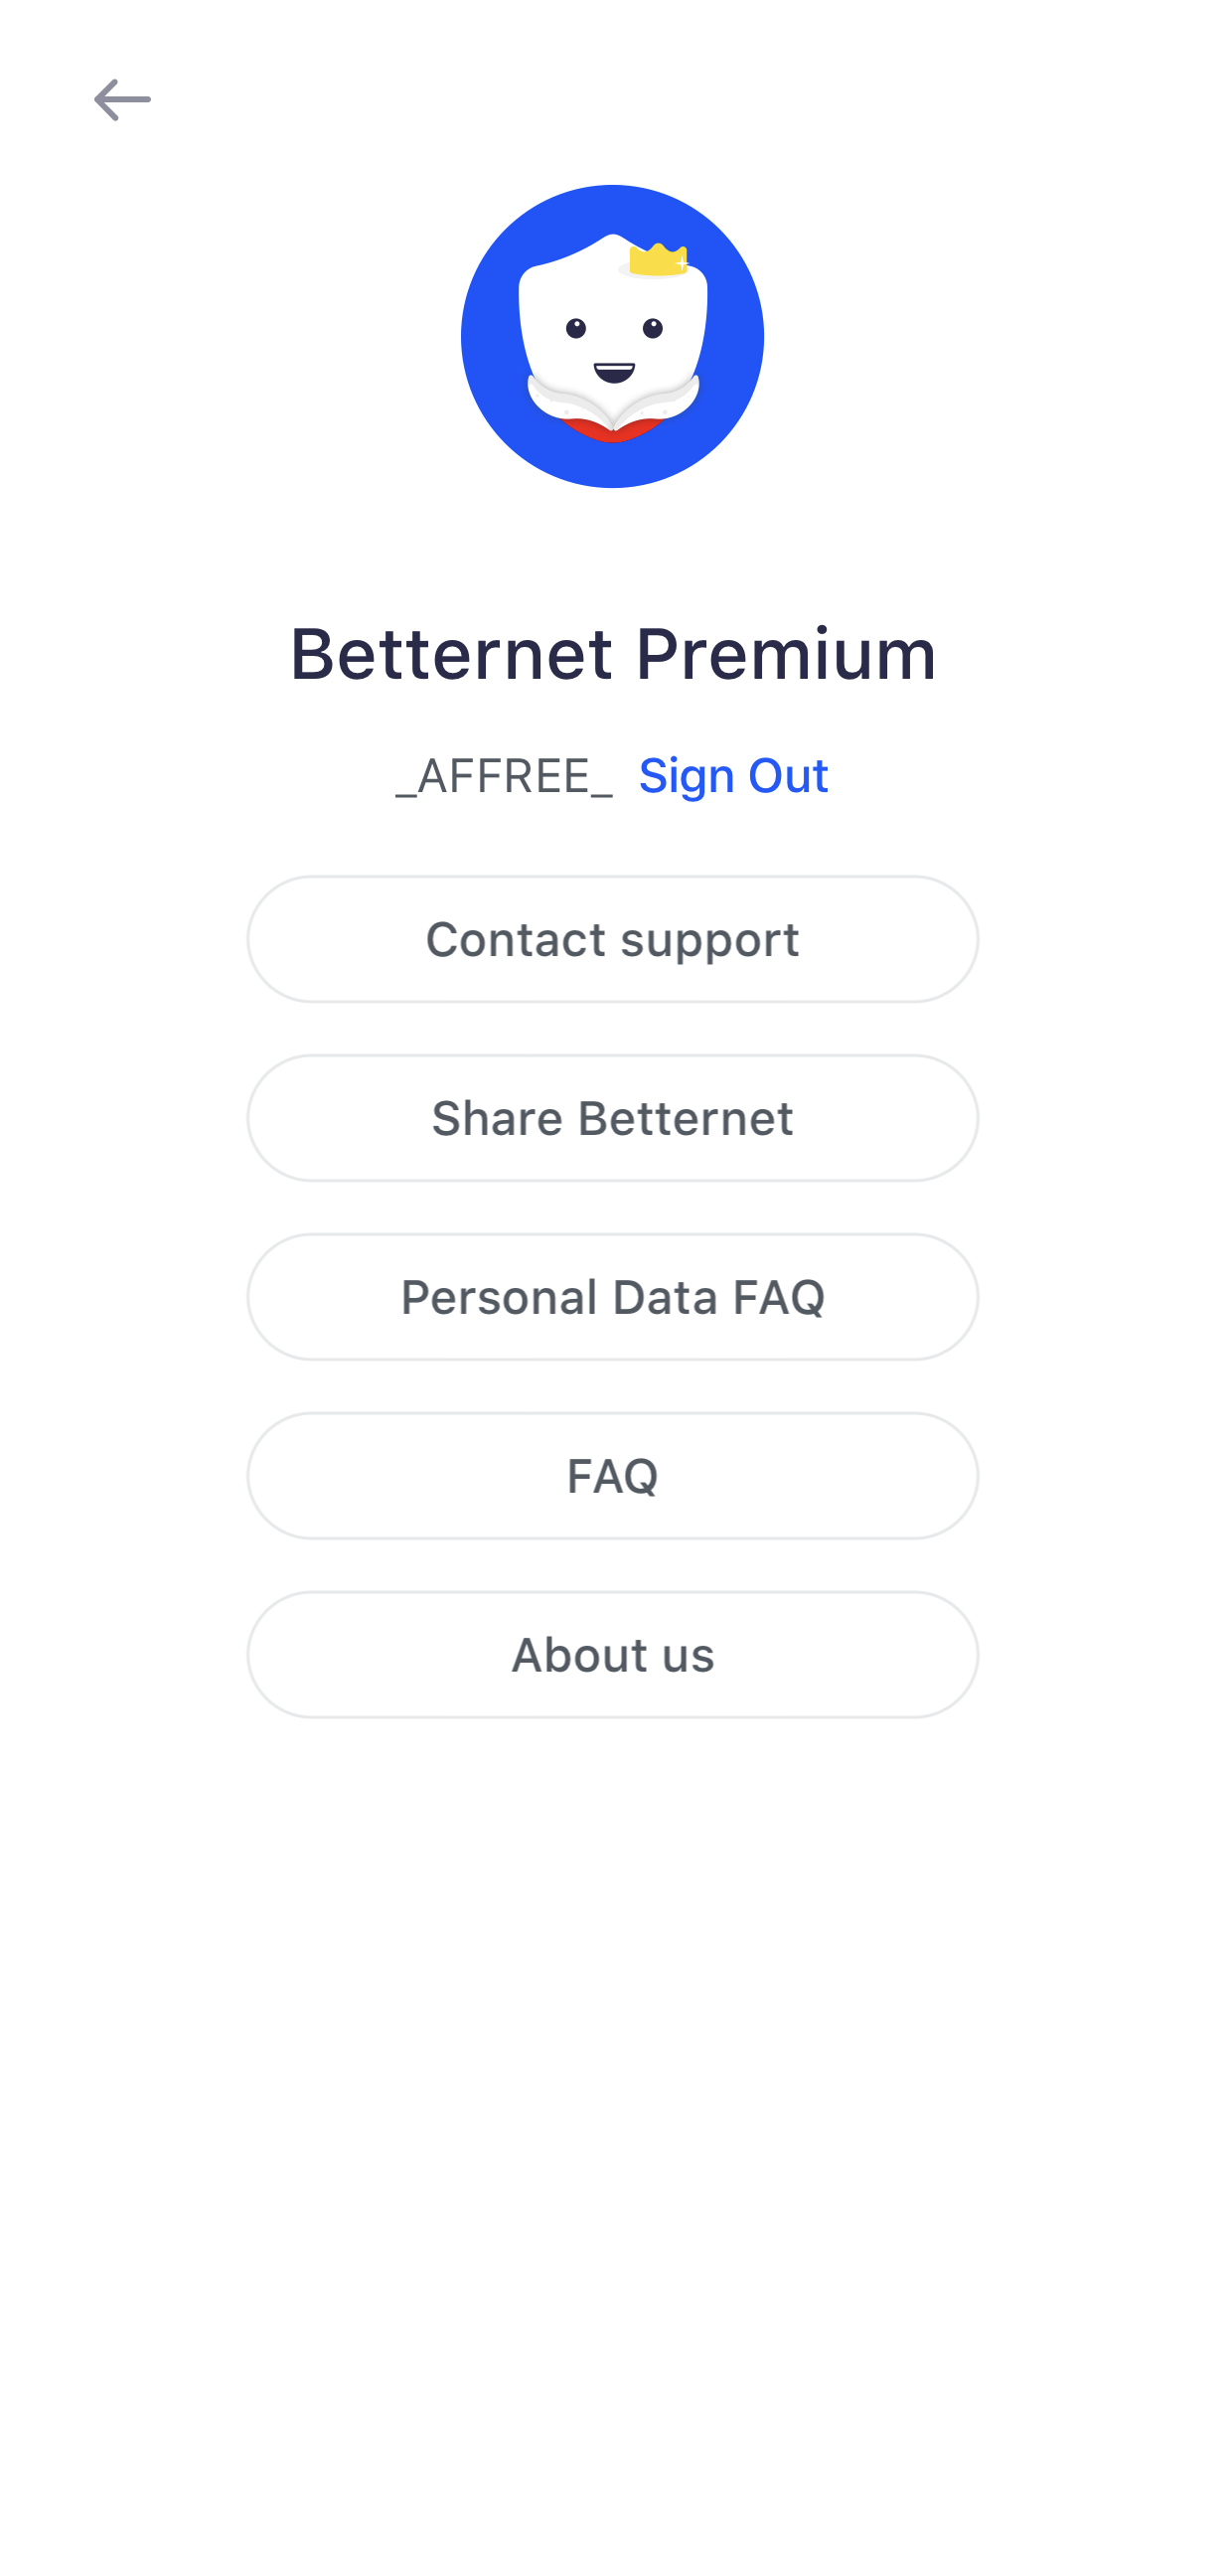 Betternet Premium
_AFFREE_ Sign Out
Contact support
Share Betternet
Personal Data FAQ
FAQ
About us